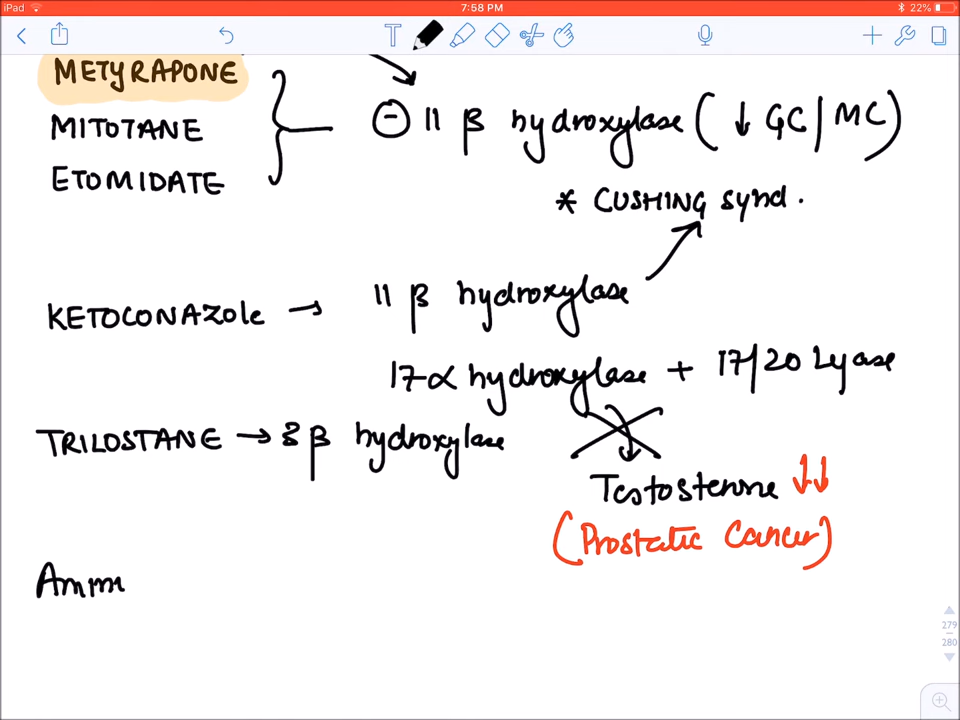 iPad 7:58 PM 22%
T
METYRAPONE
MITOTANE
ETOMIDATE
⊖ 11 β hydroxylase (↓ GC/MC)
* CUSHING synd.
KETOCONAZOLE → 11 β hydroxylase
17-α hydroxylase + 17/20 Lyase
TRILOSTANE → 3 β hydroxylase
Testosterone ↓↓
(Prostatic Cancer)
279
280